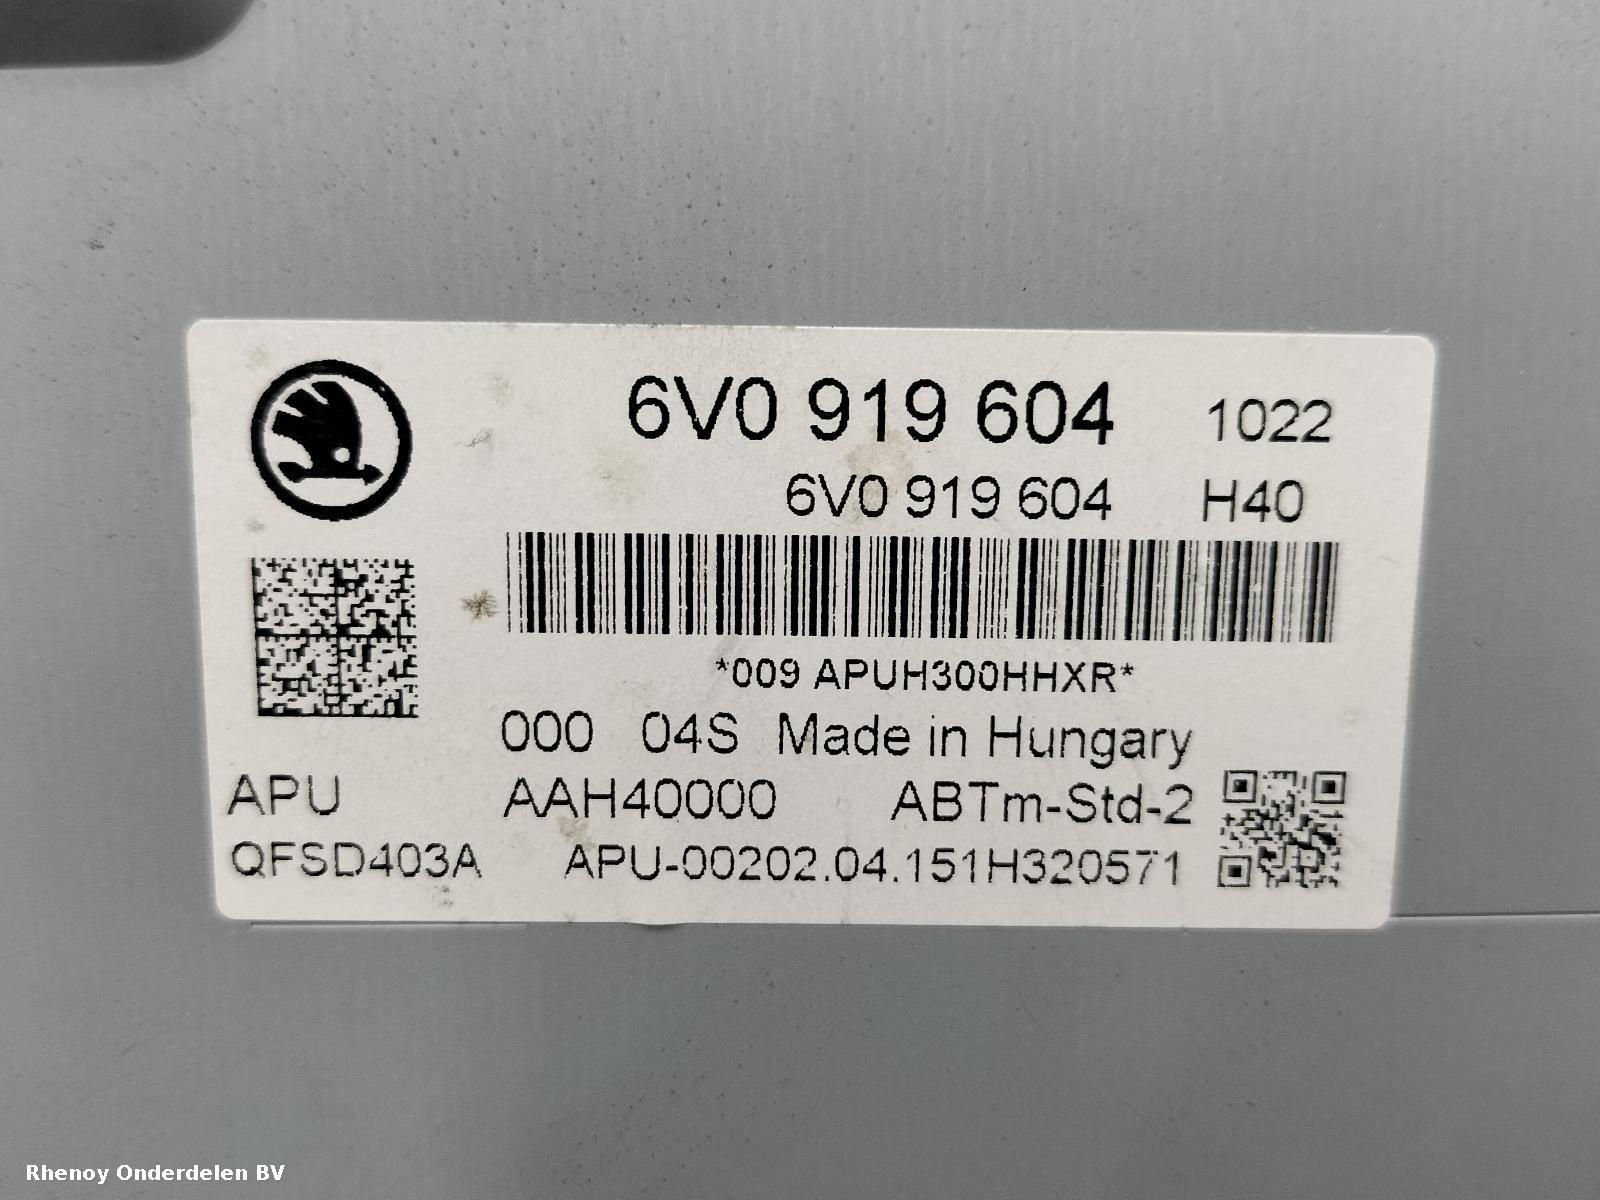 6V0 919 604 1022
6V0 919 604 H40
*009 APUH300HHXR*
000 04S Made in Hungary
APU AAH40000 ABTm-Std-2
QFSD403A APU-00202.04.151H320571
Rhenoy Onderdelen BV